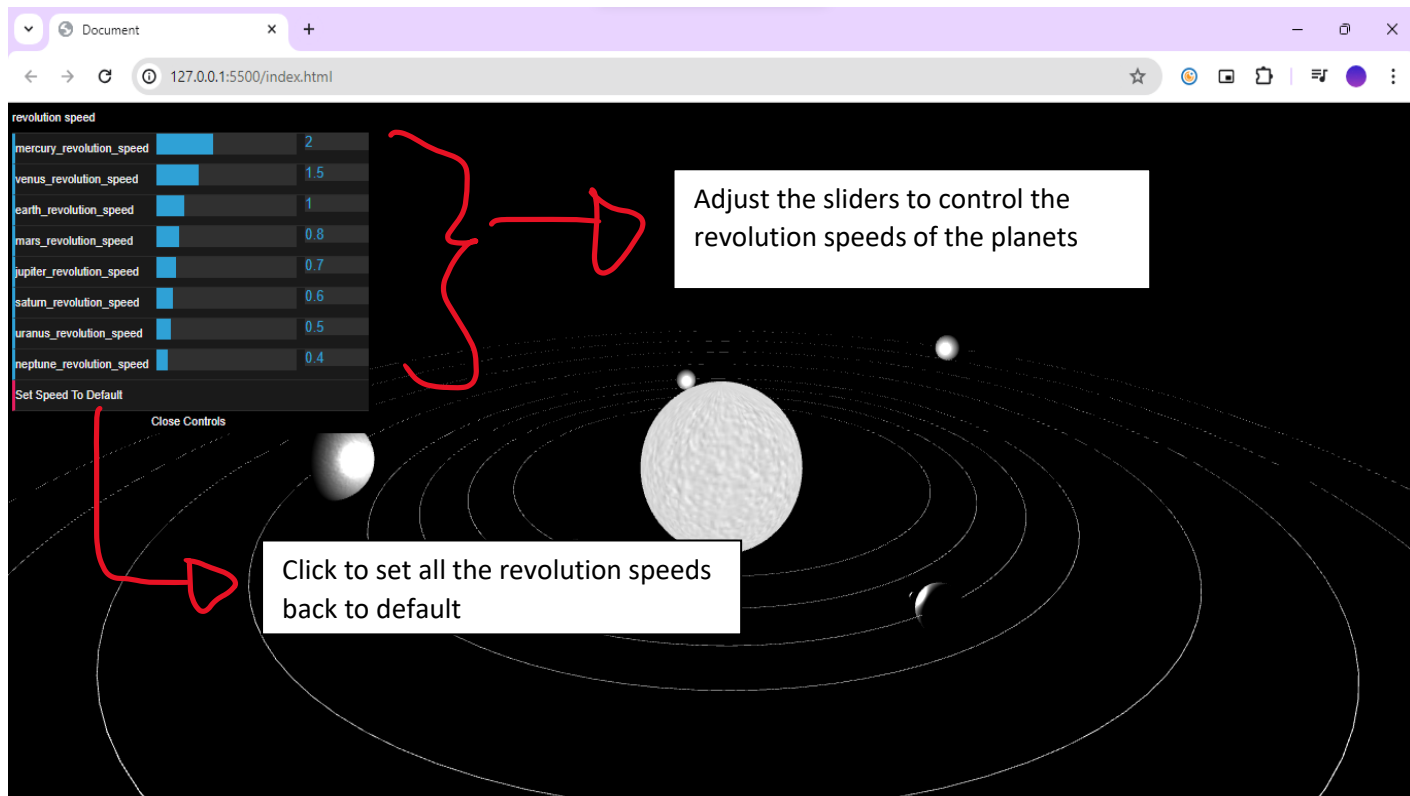 Document
127.0.0.1:5500/index.html
revolution speed
mercury_revolution_speed 2
venus_revolution_speed 1.5
earth_revolution_speed 1
mars_revolution_speed 0.8
jupiter_revolution_speed 0.7
saturn_revolution_speed 0.6
uranus_revolution_speed 0.5
neptune_revolution_speed 0.4
Set Speed To Default
Close Controls
Adjust the sliders to control the
revolution speeds of the planets
Click to set all the revolution speeds
back to default